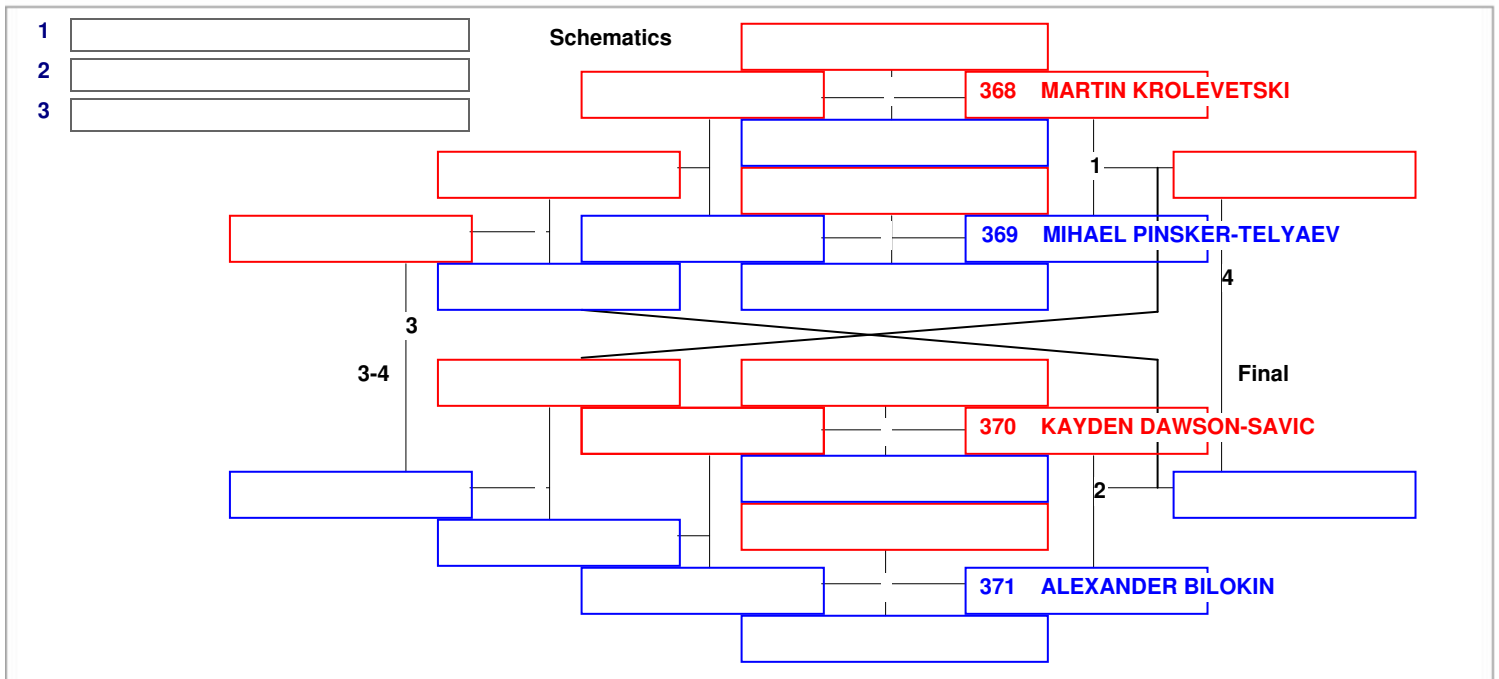 1
Schematics
2
368 MARTIN KROLEVETSKI
3
1
369 MIHAEL PINSKER-TELYAEV
4
3
3-4
Final
370 KAYDEN DAWSON-SAVIC
2
371 ALEXANDER BILOKIN